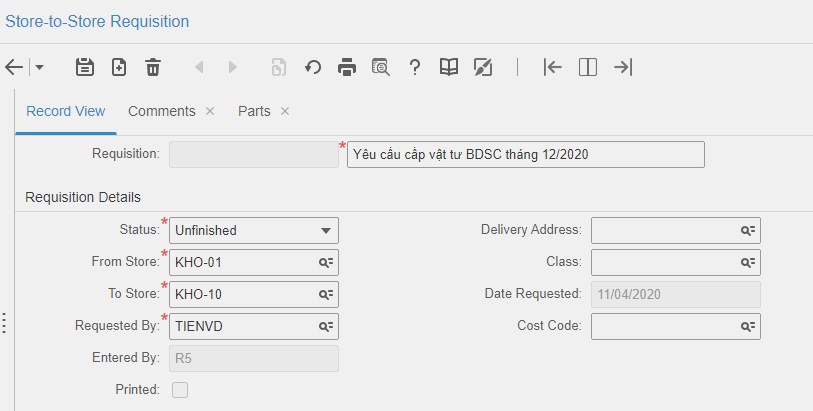 Store-to-Store Requisition
Record View Comments × Parts ×
Requisition: * Yêu cầu cấp vật tư BDSC tháng 12/2020
Requisition Details
Status: * Unfinished Delivery Address:
From Store: * KHO-01 Class:
To Store: * KHO-10 Date Requested: 11/04/2020
Requested By: * TIENVD Cost Code:
Entered By: R5
Printed: